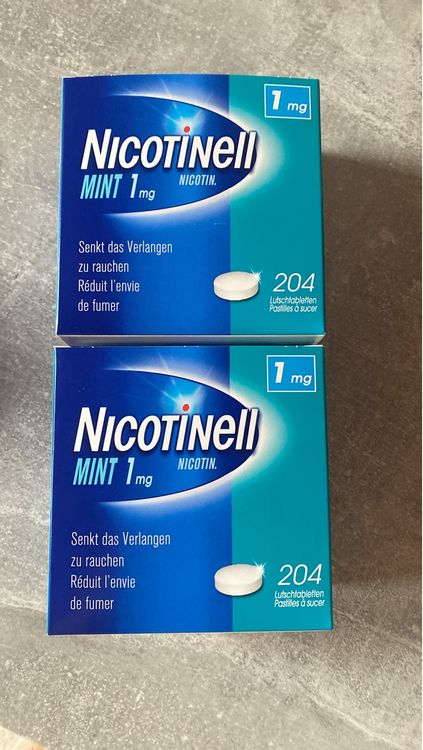 1 mg
NICOTINELL
MINT 1 mg NICOTIN.
Senkt das Verlangen
zu rauchen
Réduit l'envie
de fumer
204
Lutschtabletten
Pastilles à sucer
1 mg
NICOTINELL
MINT 1 mg NICOTIN.
Senkt das Verlangen
zu rauchen
Réduit l'envie
de fumer
204
Lutschtabletten
Pastilles à sucer